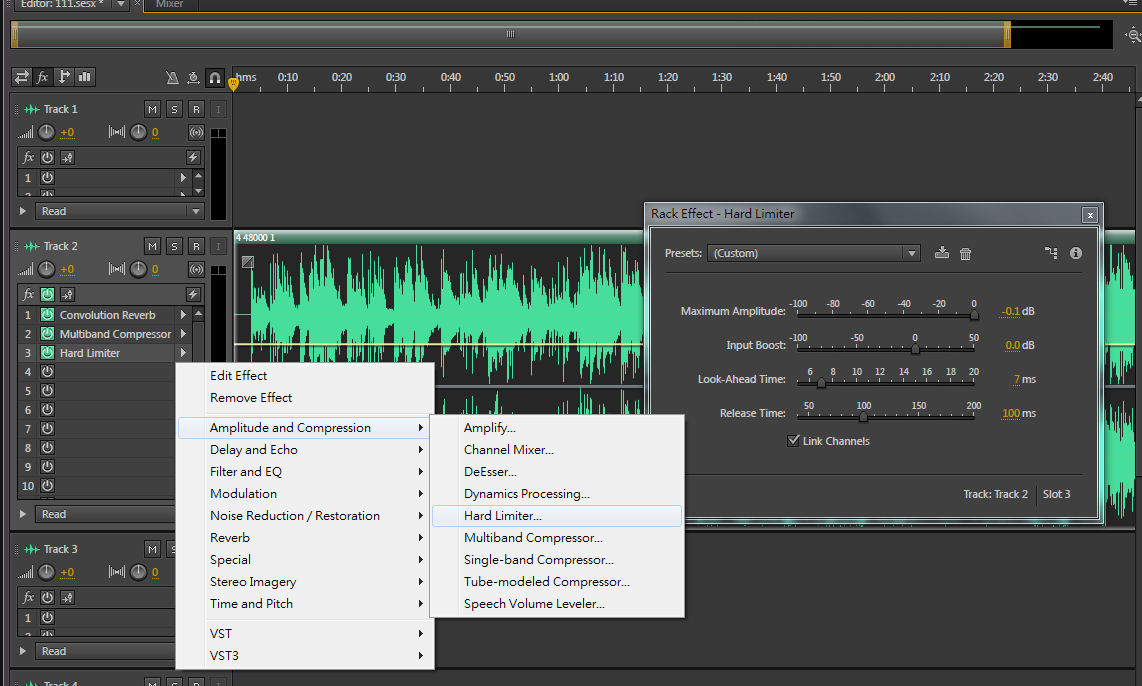 Editor: 111.sesx * Mixer
hms 0:10 0:20 0:30 0:40 0:50 1:00 1:10 1:20 1:30 1:40 1:50 2:00 2:10 2:20 2:30 2:40
fx
Track 1 M S R I
+0 0
fx
1
2
Read
Track 2 M S R I
+0 0
fx
1 Convolution Reverb
2 Multiband Compressor
3 Hard Limiter
4
5
6
7
8
9
10
Read
Track 3 M S
+0 0
fx
1
2
Read
Track 4 M S R I
4 48000 1
Edit Effect
Remove Effect
Amplitude and Compression
Delay and Echo
Filter and EQ
Modulation
Noise Reduction / Restoration
Reverb
Special
Stereo Imagery
Time and Pitch
VST
VST3
Amplify...
Channel Mixer...
DeEsser...
Dynamics Processing...
Hard Limiter...
Multiband Compressor...
Single-band Compressor...
Tube-modeled Compressor...
Speech Volume Leveler...
Rack Effect - Hard Limiter x
Presets: (Custom)
-100 -80 -60 -40 -20 0
Maximum Amplitude: -0.1 dB
-100 -50 0 50
Input Boost: 0.0 dB
6 8 10 12 14 16 18 20
Look-Ahead Time: 7 ms
50 100 150 200
Release Time: 100 ms
Link Channels
Track: Track 2 Slot 3